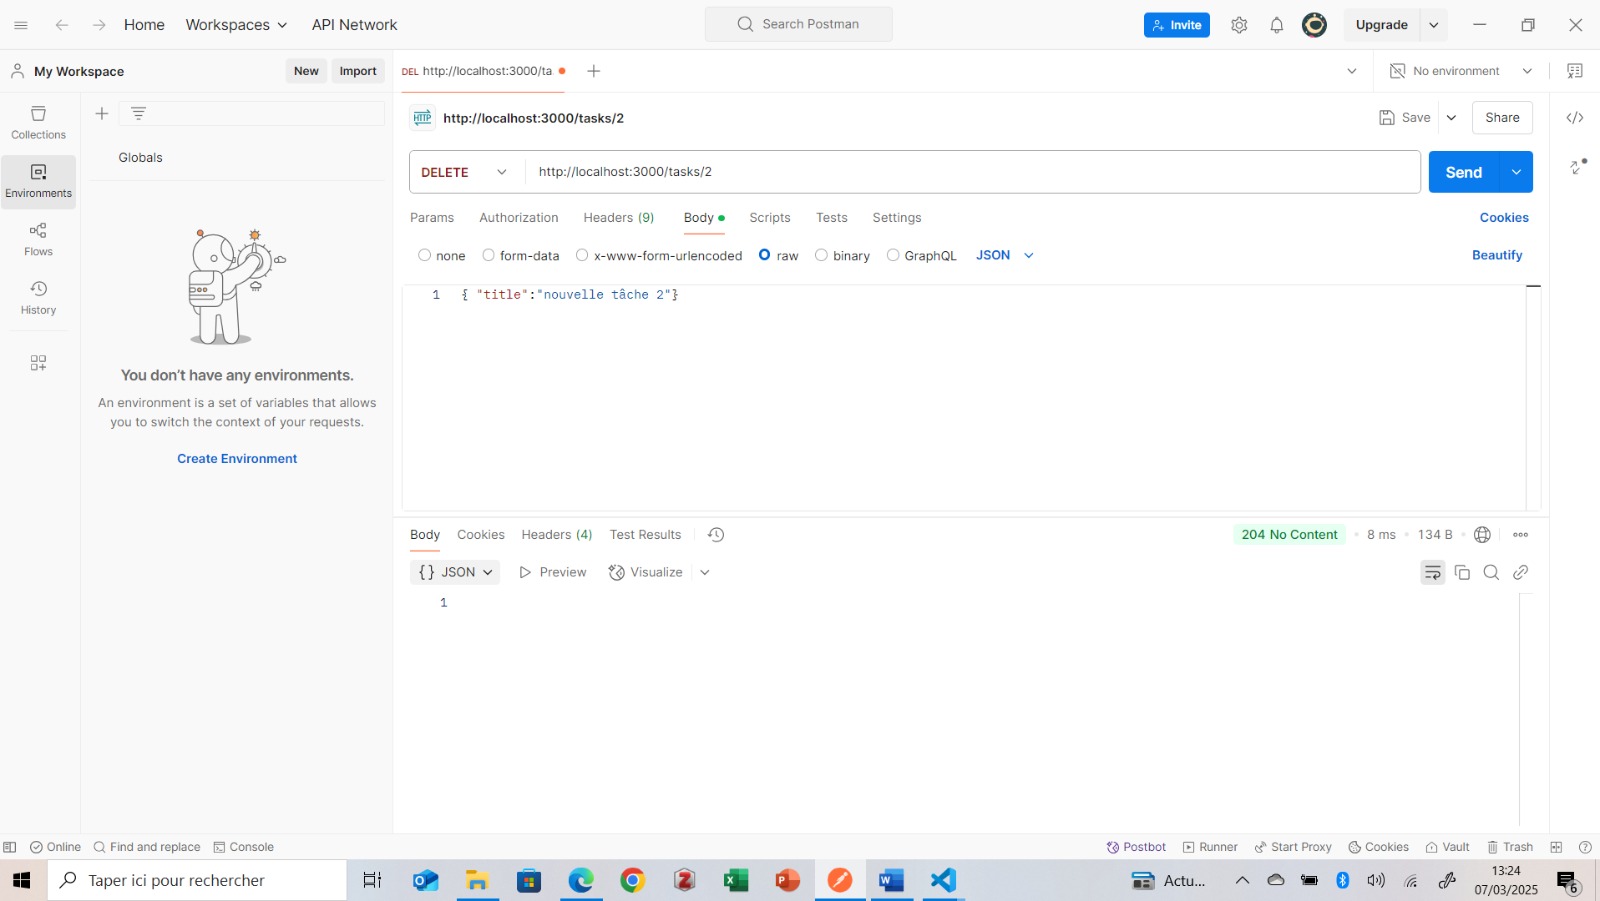 Home Workspaces API Network Search Postman Invite Upgrade
My Workspace New Import DEL http://localhost:3000/ta No environment
Collections
Environments
Flows
History
Globals
You don't have any environments.
An environment is a set of variables that allows
you to switch the context of your requests.
Create Environment
HTTP http://localhost:3000/tasks/2 Save Share
DELETE http://localhost:3000/tasks/2 Send
Params Authorization Headers (9) Body Scripts Tests Settings Cookies
none form-data x-www-form-urlencoded raw binary GraphQL JSON Beautify
1 { "title":"nouvelle tâche 2"}
Body Cookies Headers (4) Test Results 204 No Content 8 ms 134 B
{} JSON Preview Visualize
1
Online Find and replace Console Postbot Runner Start Proxy Cookies Vault Trash
Taper ici pour rechercher Actu... 13:24
07/03/2025 6